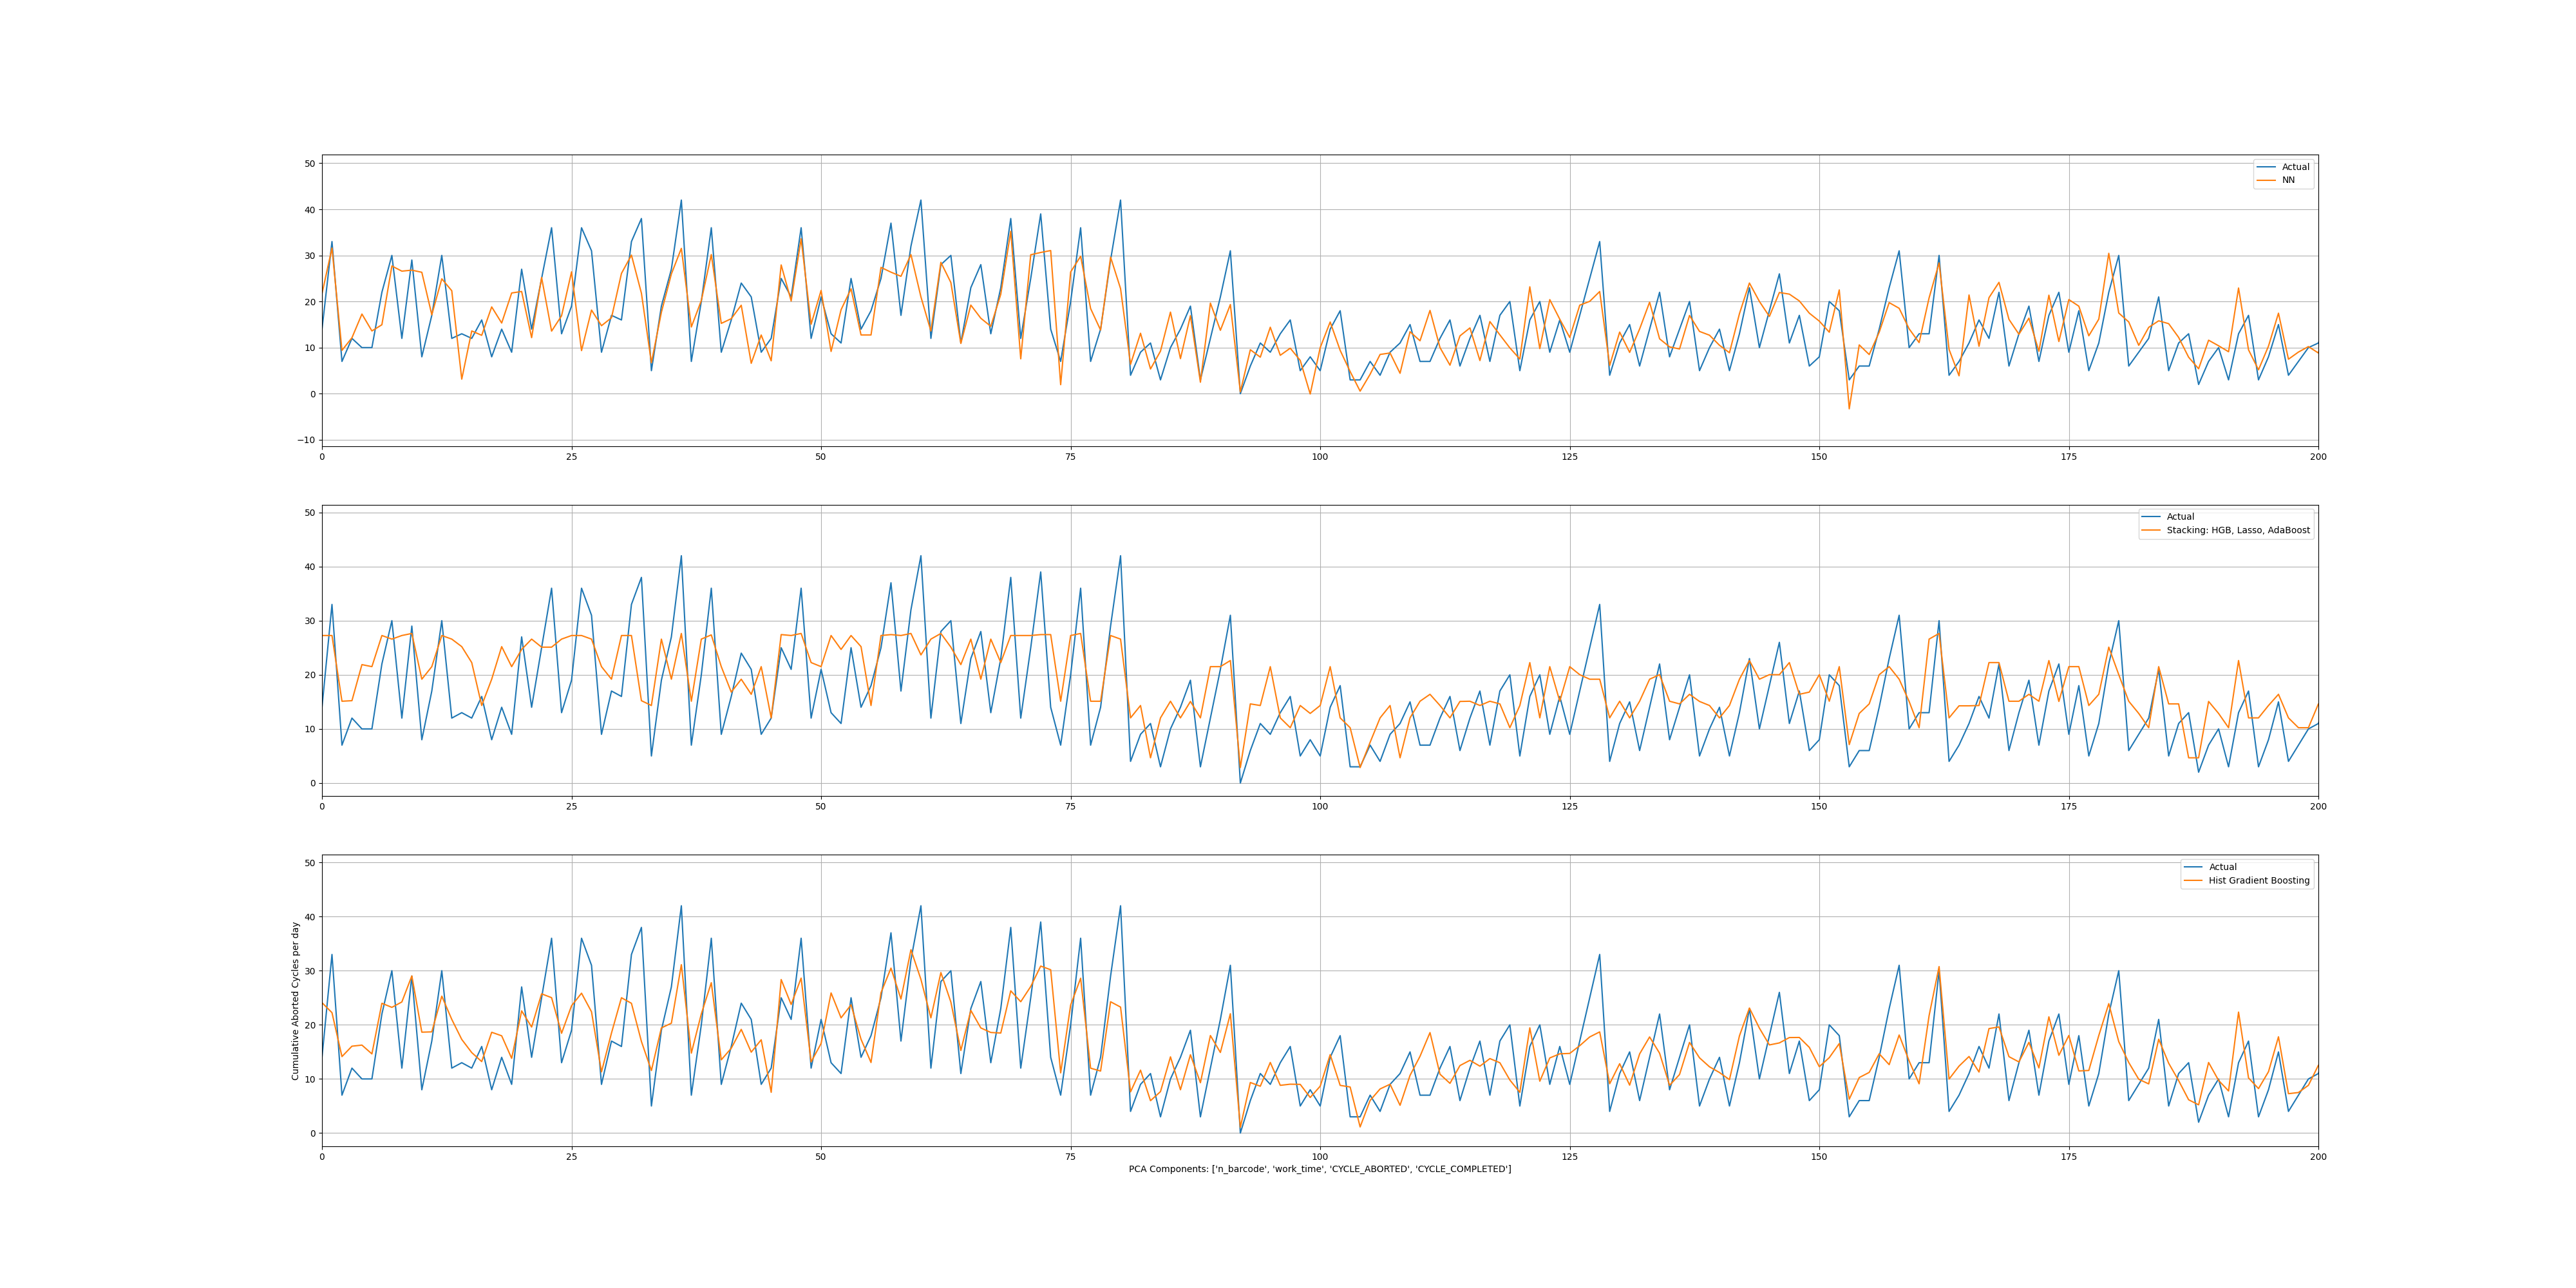 50
40
30
20
10
0
−10
Actual
NN
0 25 50 75 100 125 150 175 200
50
40
30
20
10
0
Actual
Stacking: HGB, Lasso, AdaBoost
0 25 50 75 100 125 150 175 200
Cumulative Aborted Cycles per day
50
40
30
20
10
0
Actual
Hist Gradient Boosting
0 25 50 75 100 125 150 175 200
PCA Components: ['n_barcode', 'work_time', 'CYCLE_ABORTED', 'CYCLE_COMPLETED']